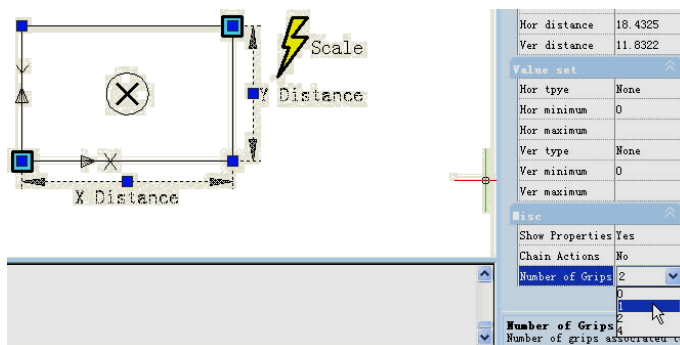 Scale
Y Distance
X
X Distance
Hor distance 18.4325
Ver distance 11.8322
Value set
Hor tpye None
Hor minimum 0
Hor maximum
Ver type None
Ver minimum 0
Ver maximum
Misc
Show Properties Yes
Chain Actions No
Number of Grips 2
0
1
2
4
Number of Grips
Number of grips associated